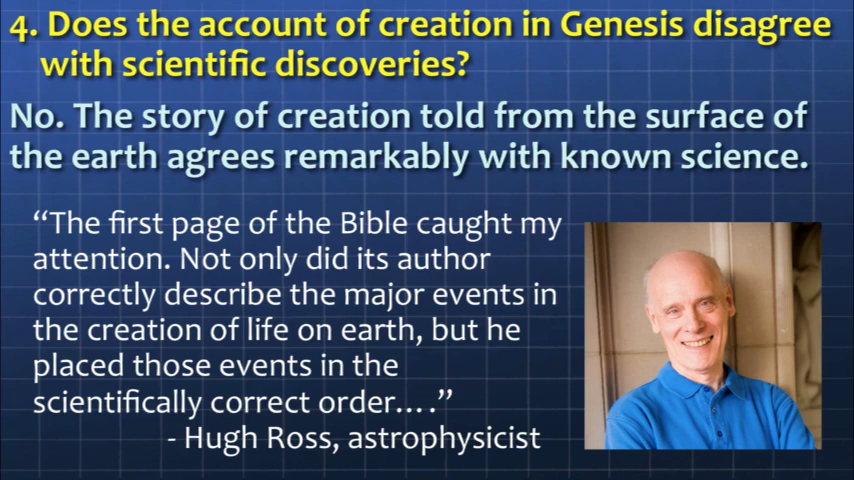 4. Does the account of creation in Genesis disagree
with scientific discoveries?
No. The story of creation told from the surface of
the earth agrees remarkably with known science.
“The first page of the Bible caught my
attention. Not only did its author
correctly describe the major events in
the creation of life on earth, but he
placed those events in the
scientifically correct order….”
- Hugh Ross, astrophysicist